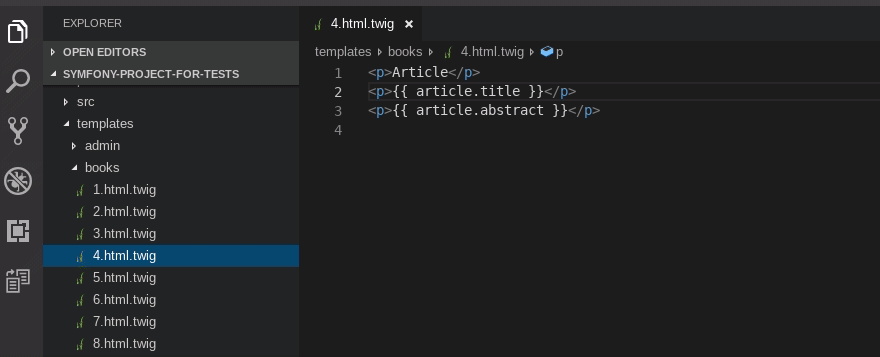 EXPLORER
OPEN EDITORS
SYMFONY-PROJECT-FOR-TESTS
src
templates
admin
books
1.html.twig
2.html.twig
3.html.twig
4.html.twig
5.html.twig
6.html.twig
7.html.twig
8.html.twig
4.html.twig
templates books 4.html.twig p
1 <p>Article</p>
2 <p>{{ article.title }}</p>
3 <p>{{ article.abstract }}</p>
4